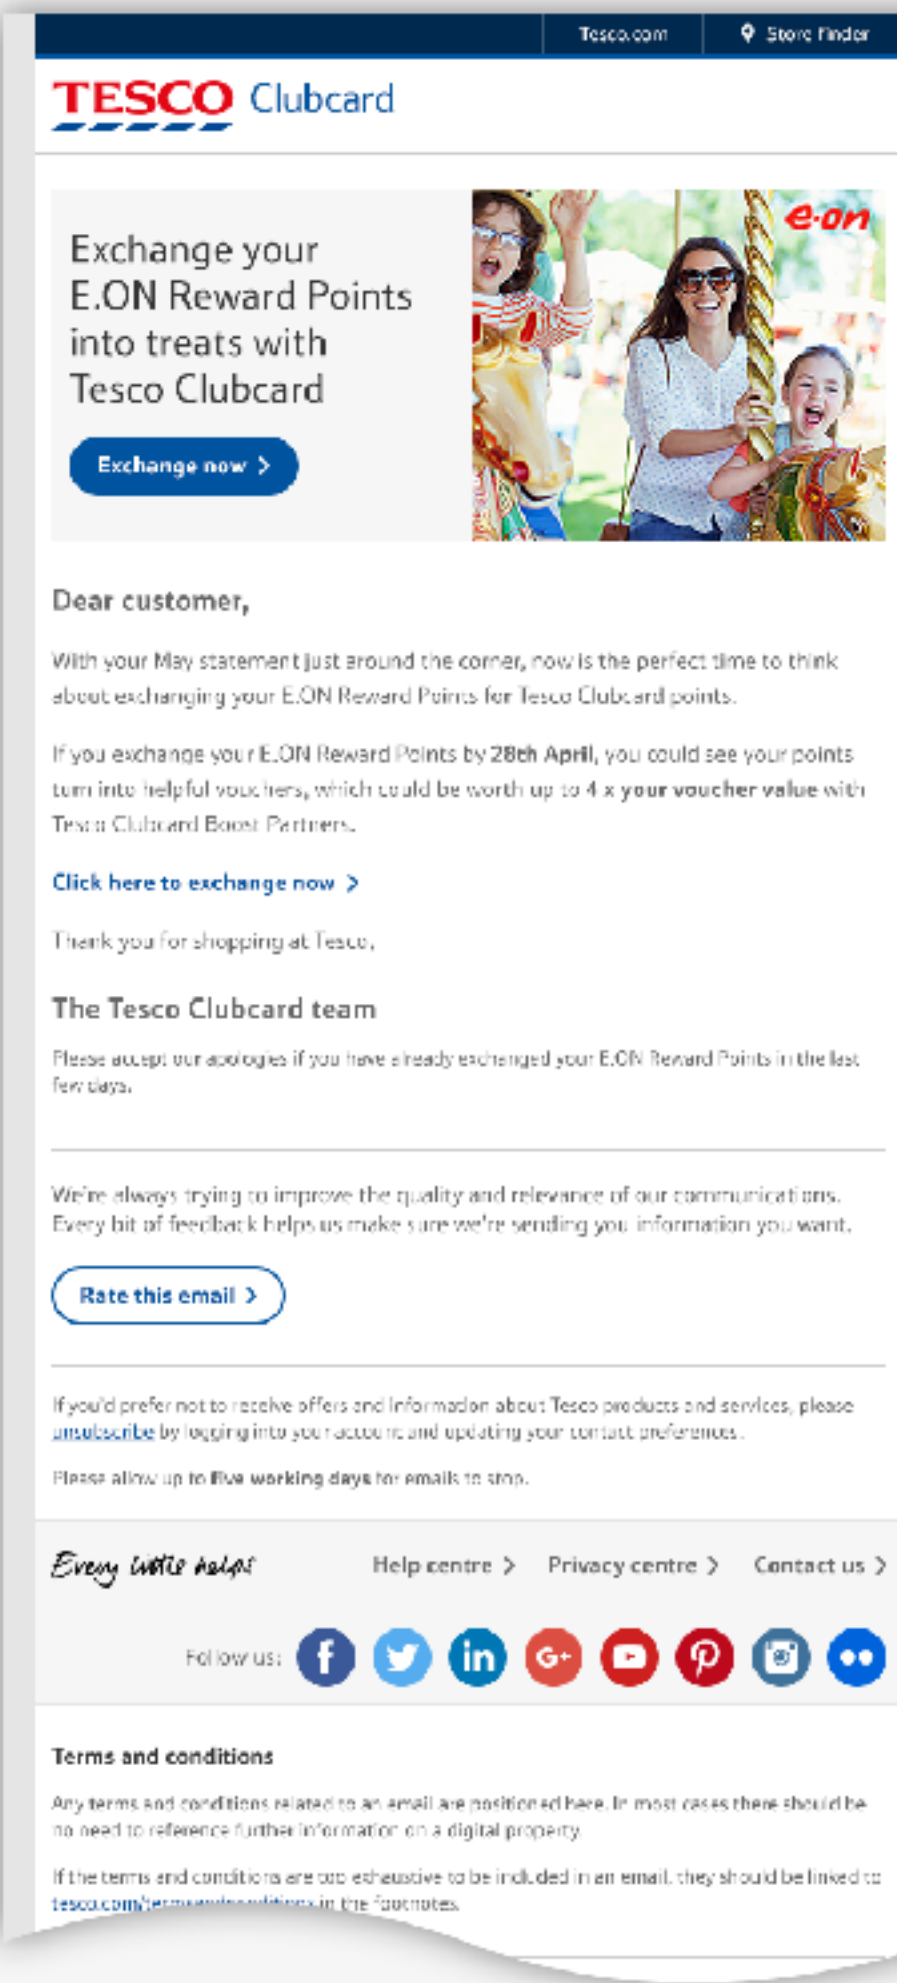 Tesco.com
Store Finder
TESCO Clubcard
e·on
Exchange your
E.ON Reward Points
into treats with
Tesco Clubcard
Exchange now >
Dear customer,
With your May statement just around the corner, now is the perfect time to think
about exchanging your E.ON Reward Points for Tesco Clubcard points.
If you exchange your E.ON Reward Points by 28th April, you could see your points
turn into helpful vouchers, which could be worth up to 4 x your voucher value with
Tesco Clubcard Boost Partners.
Click here to exchange now >
Thank you for shopping at Tesco,
The Tesco Clubcard team
Please accept our apologies if you have already exchanged your E.ON Reward Points in the last
few days.
We're always trying to improve the quality and relevance of our communications.
Every bit of feedback helps us make sure we're sending you information you want.
Rate this email >
If you'd prefer not to receive offers and information about Tesco products and services, please
unsubscribe by logging into your account and updating your contact preferences.
Please allow up to five working days for emails to stop.
Every little helps
Help centre >
Privacy centre >
Contact us >
Follow us:
f
in
G+
Terms and conditions
Any terms and conditions related to an email are positioned here. In most cases there should be
no need to reference further information on a digital property.
If the terms and conditions are too exhaustive to be included in an email, they should be linked to
tesco.com/termsandconditions in the footnotes.